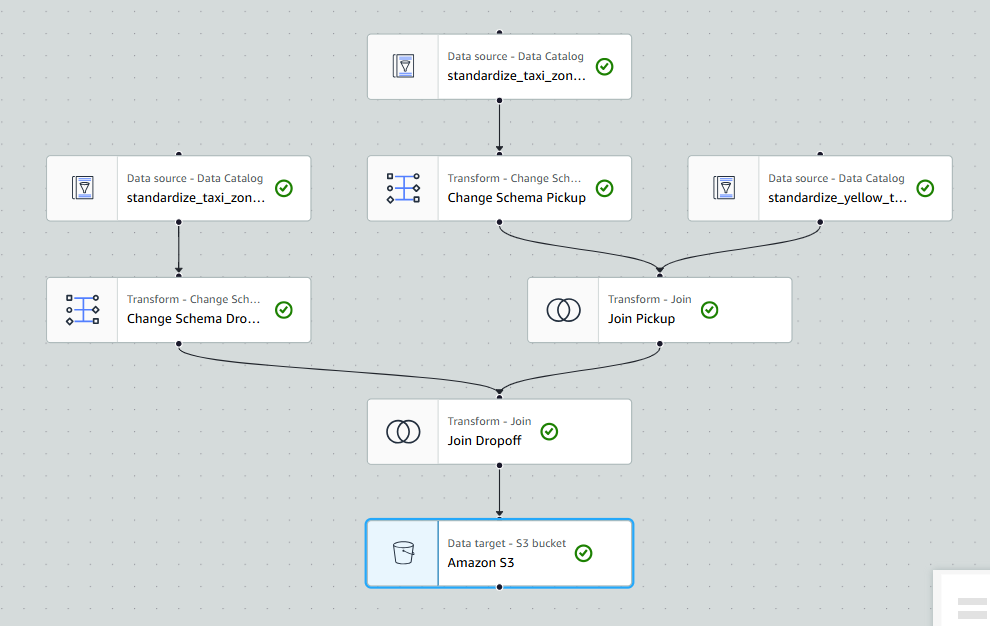 Data source - Data Catalog
standardize_taxi_zon...
Data source - Data Catalog
standardize_taxi_zon...
Transform - Change Sch...
Change Schema Pickup
Data source - Data Catalog
standardize_yellow_t...
Transform - Change Sch...
Change Schema Dro...
Transform - Join
Join Pickup
Transform - Join
Join Dropoff
Data target - S3 bucket
Amazon S3